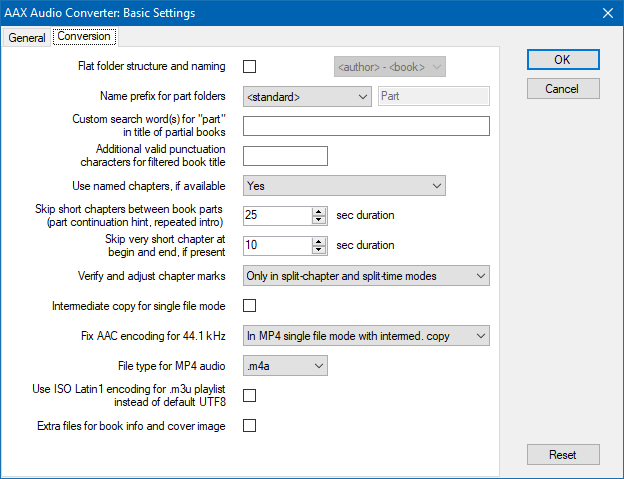 AAX Audio Converter: Basic Settings
General
Conversion
Flat folder structure and naming
<author> - <book>
OK
Name prefix for part folders
<standard>
Part
Cancel
Custom search word(s) for "part"
in title of partial books
Additional valid punctuation
characters for filtered book title
Use named chapters, if available
Yes
Skip short chapters between book parts
(part continuation hint, repeated intro)
25
sec duration
Skip very short chapter at
begin and end, if present
10
sec duration
Verify and adjust chapter marks
Only in split-chapter and split-time modes
Intermediate copy for single file mode
Fix AAC encoding for 44.1 kHz
In MP4 single file mode with intermed. copy
File type for MP4 audio
.m4a
Use ISO Latin1 encoding for .m3u playlist
instead of default UTF8
Extra files for book info and cover image
Reset